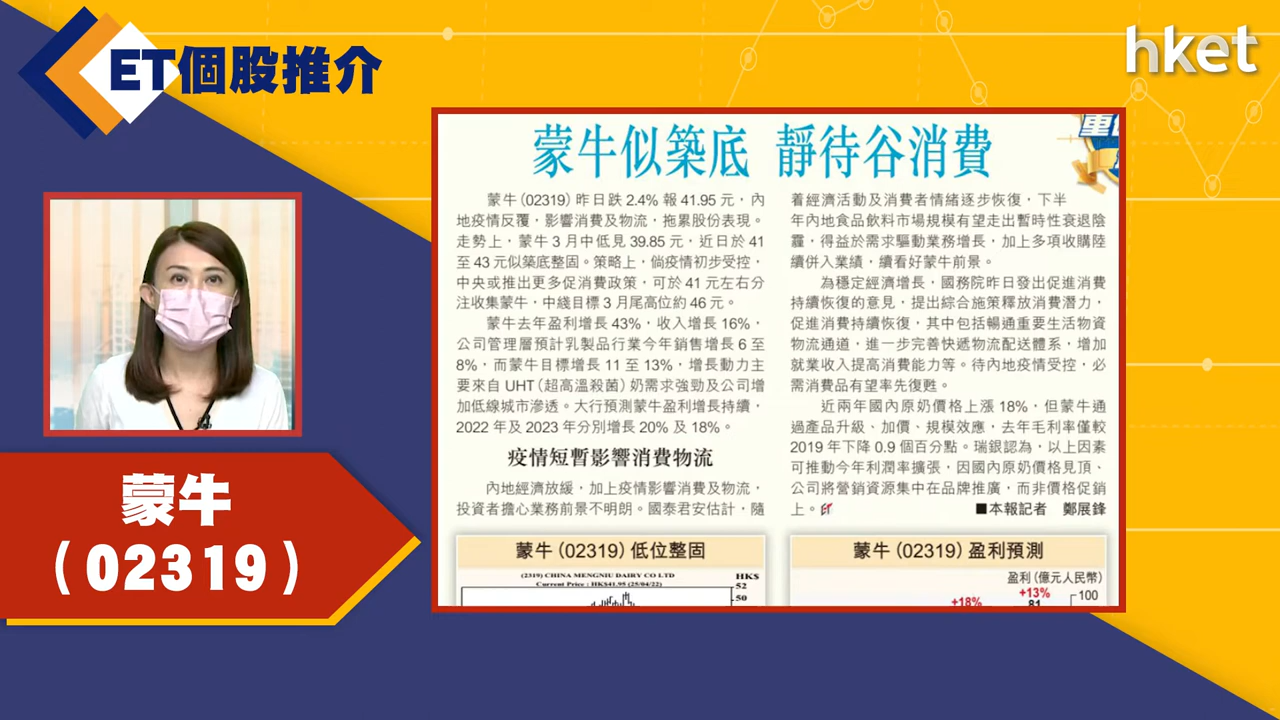 ET個股推介
hket
蒙牛似築底 靜待谷消費
蒙牛(02319)昨日跌2.4%報41.95元，內
地疫情反覆，影響消費及物流，拖累股份表現。
走勢上，蒙牛3月中低見39.85元，近日於41
至43元似築底整固。策略上，倘疫情初步受控，
中央或推出更多促消費政策，可於41元左右分
注收集蒙牛，中綫目標3月尾高位約46元。
蒙牛去年盈利增長43%，收入增長16%，
公司管理層預計乳製品行業今年銷售增長6至
8%，而蒙牛目標增長11至13%，增長動力主
要來自UHT(超高溫殺菌)奶需求強勁及公司增
加低線城市滲透。大行預測蒙牛盈利增長持續，
2022年及2023年分別增長20%及18%。
疫情短暫影響消費物流
內地經濟放緩，加上疫情影響消費及物流，
投資者擔心業務前景不明朗。國泰君安估計，隨
着經濟活動及消費者情緒逐步恢復，下半
年內地食品飲料市場規模有望走出暫時性衰退陰
霾，得益於需求驅動業務增長，加上多項收購陸
續併入業績，續看好蒙牛前景。
為穩定經濟增長，國務院昨日發出促進消費
持續恢復的意見，提出綜合施策釋放消費潛力，
促進消費持續恢復，其中包括暢通重要生活物資
物流通道，進一步完善快遞物流配送體系，增加
就業收入提高消費能力等。待內地疫情受控，必
需消費品有望率先復甦。
近兩年國內原奶價格上漲18%，但蒙牛通
過產品升級、加價、規模效應，去年毛利率僅較
2019年下降0.9個百分點。瑞銀認為，以上因素
可推動今年利潤率擴張，因國內原奶價格見頂、
公司將營銷資源集中在品牌推廣，而非價格促銷
上。
■本報記者 鄭展鋒
蒙牛(02319)低位整固
(2319) CHINA MENGNIU DAIRY CO LTD
Current Price : HK$41.95 (25/04/22)
HK$
52
50
蒙牛(02319)盈利預測
盈利(億元人民幣)
+18%
+13%
81
100
蒙牛
(02319)